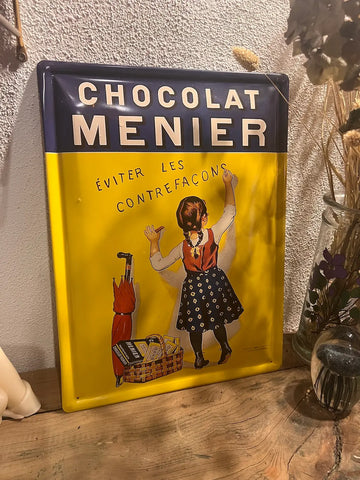 CHOCOLAT
MENIER
ÉVITER LES
CONTREFAÇONS